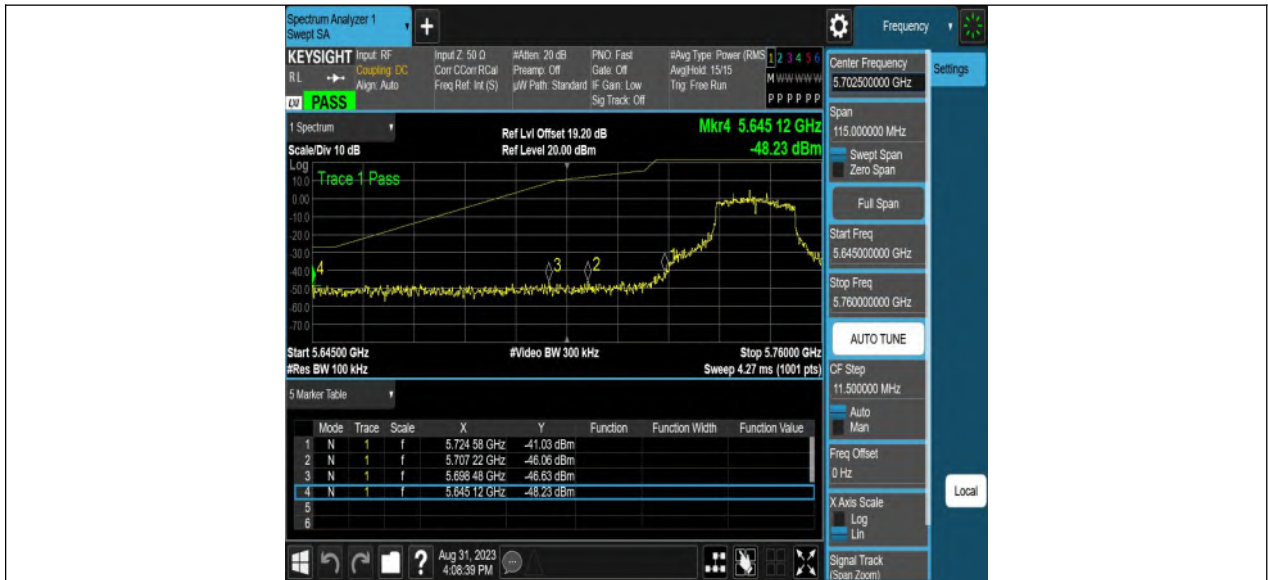 Spectrum Analyzer 1
Swept SA
+
Frequency
KEYSIGHT
RL
LXI PASS
Input: RF
Coupling: DC
Align: Auto
Input Z: 50 Ω
Corr CCorr RCal
Freq Ref: Int (S)
#Atten: 20 dB
Preamp: Off
µW Path: Standard
PNO: Fast
Gate: Off
IF Gain: Low
Sig Track: Off
#Avg Type: Power (RMS
Avg|Hold: 15/15
Trig: Free Run
1 2 3 4 5 6
M W W W W W
P P P P P P
1 Spectrum
Scale/Div 10 dB
Ref Lvl Offset 19.20 dB
Ref Level 20.00 dBm
Mkr4 5.645 12 GHz
-48.23 dBm
Log
Trace 1 Pass
10.0
0.00
-10.0
-20.0
-30.0
-40.0
-50.0
-60.0
-70.0
4
3
2
Start 5.64500 GHz
#Video BW 300 kHz
Stop 5.76000 GHz
#Res BW 100 kHz
Sweep 4.27 ms (1001 pts)
5 Marker Table
Mode Trace Scale X Y Function Function Width Function Value
1 N 1 f 5.724 58 GHz -41.03 dBm
2 N 1 f 5.707 22 GHz -46.06 dBm
3 N 1 f 5.698 48 GHz -46.63 dBm
4 N 1 f 5.645 12 GHz -48.23 dBm
5
6
?
Aug 31, 2023
4:08:39 PM
Center Frequency
5.702500000 GHz
Settings
Span
115.000000 MHz
Swept Span
Zero Span
Full Span
Start Freq
5.645000000 GHz
Stop Freq
5.760000000 GHz
AUTO TUNE
CF Step
11.500000 MHz
Auto
Man
Freq Offset
0 Hz
X Axis Scale
Log
Lin
Signal Track
(Span Zoom)
Local